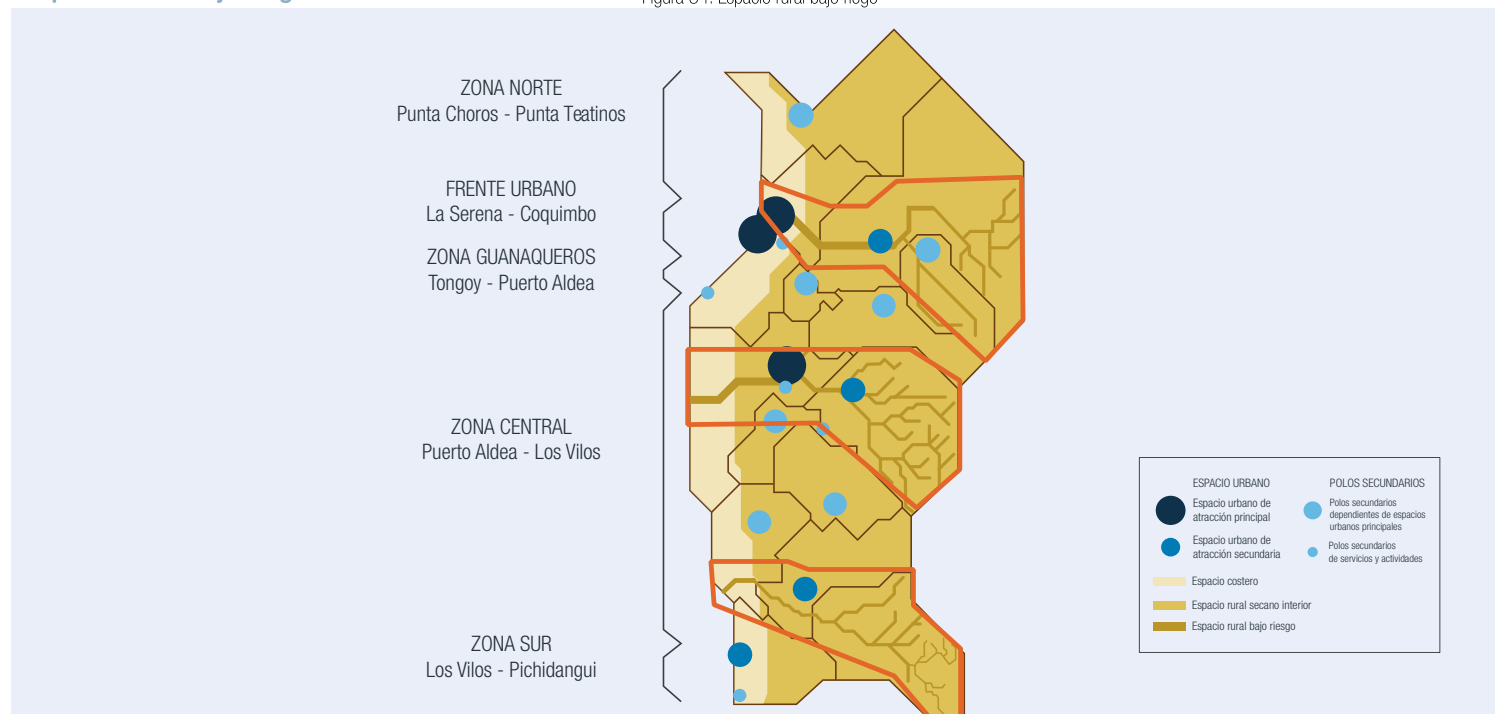 Figura 34. Espacio rural bajo riego
ZONA NORTE
Punta Choros - Punta Teatinos
FRENTE URBANO
La Serena - Coquimbo
ZONA GUANAQUEROS
Tongoy - Puerto Aldea
ZONA CENTRAL
Puerto Aldea - Los Vilos
ZONA SUR
Los Vilos - Pichidangui
ESPACIO URBANO
Espacio urbano de
atracción principal
Espacio urbano de
atracción secundaria
POLOS SECUNDARIOS
Polos secundarios
dependientes de espacios
urbanos principales
Polos secundarios
de servicios y actividades
Espacio costero
Espacio rural secano interior
Espacio rural bajo riesgo